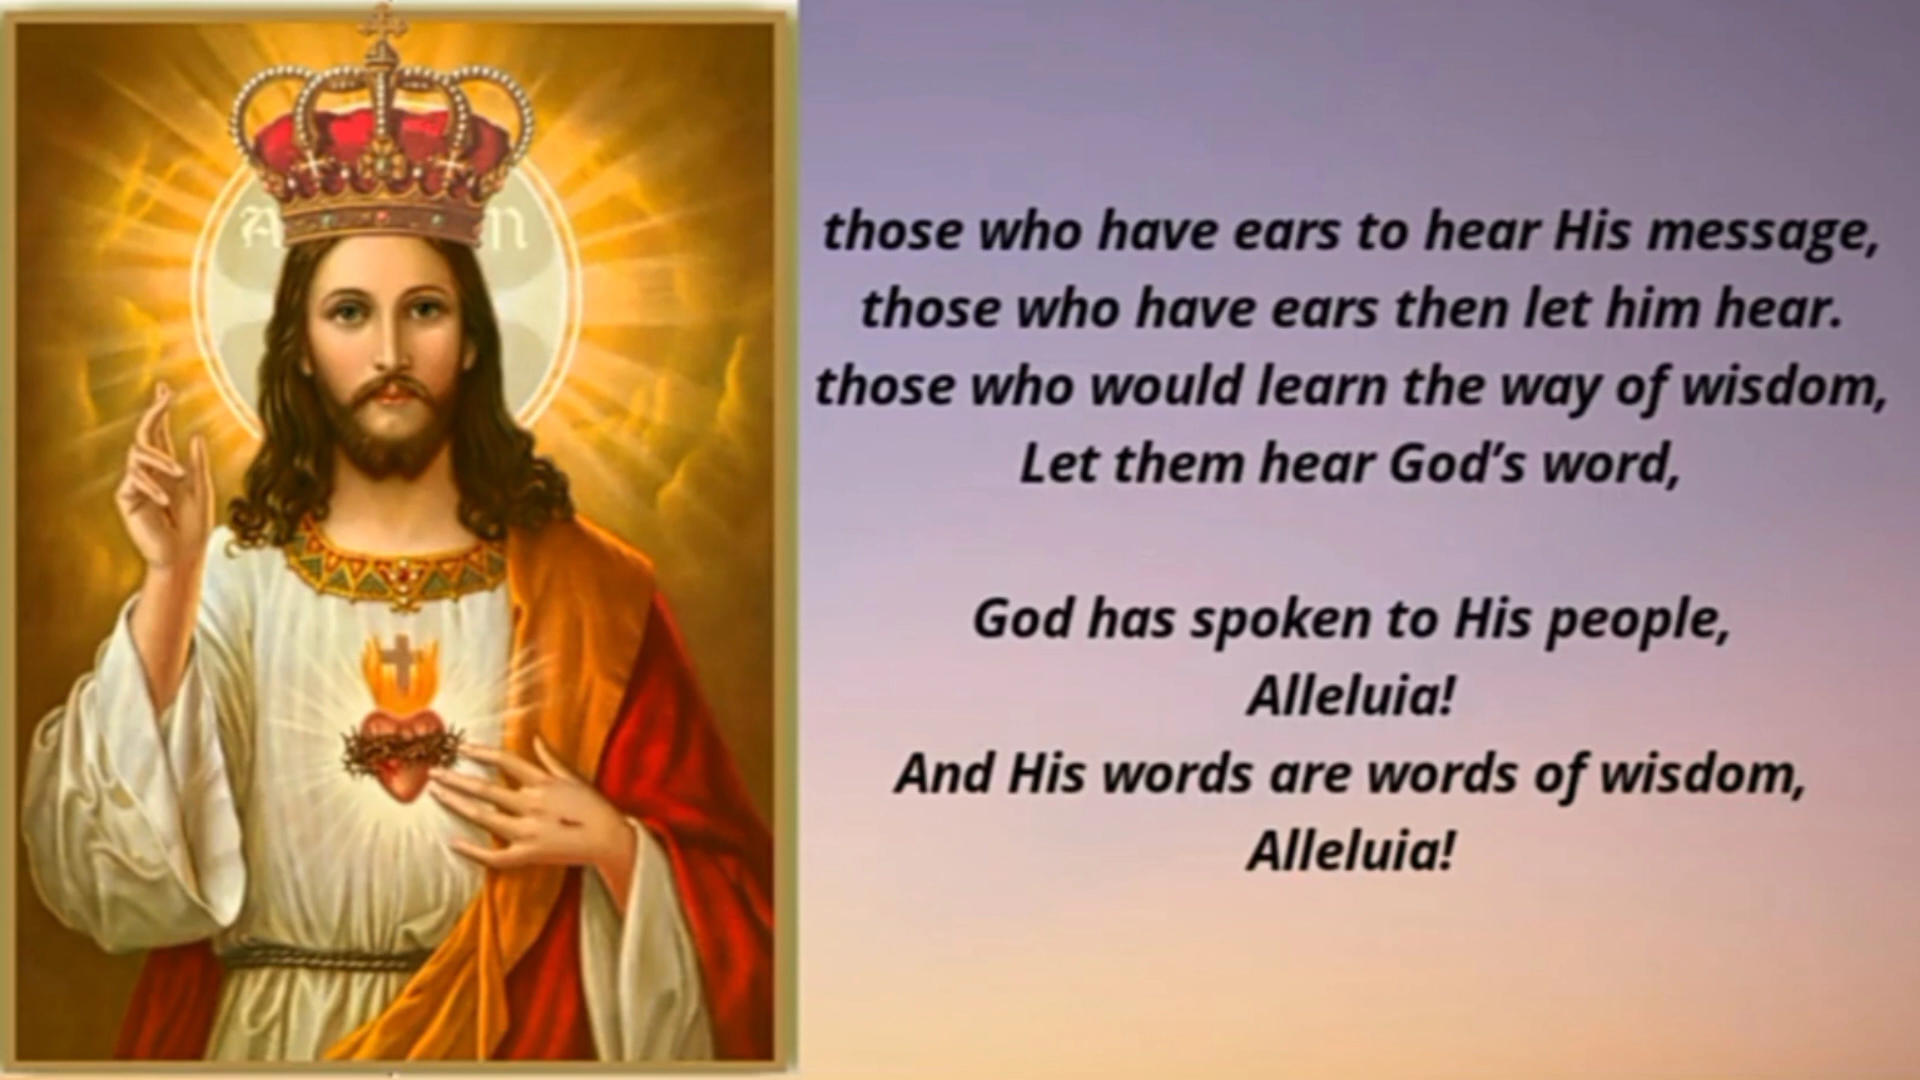 A
those who have ears to hear His message,
those who have ears then let him hear.
those who would learn the way of wisdom,
Let them hear God’s word,
God has spoken to His people,
Alleluia!
And His words are words of wisdom,
Alleluia!